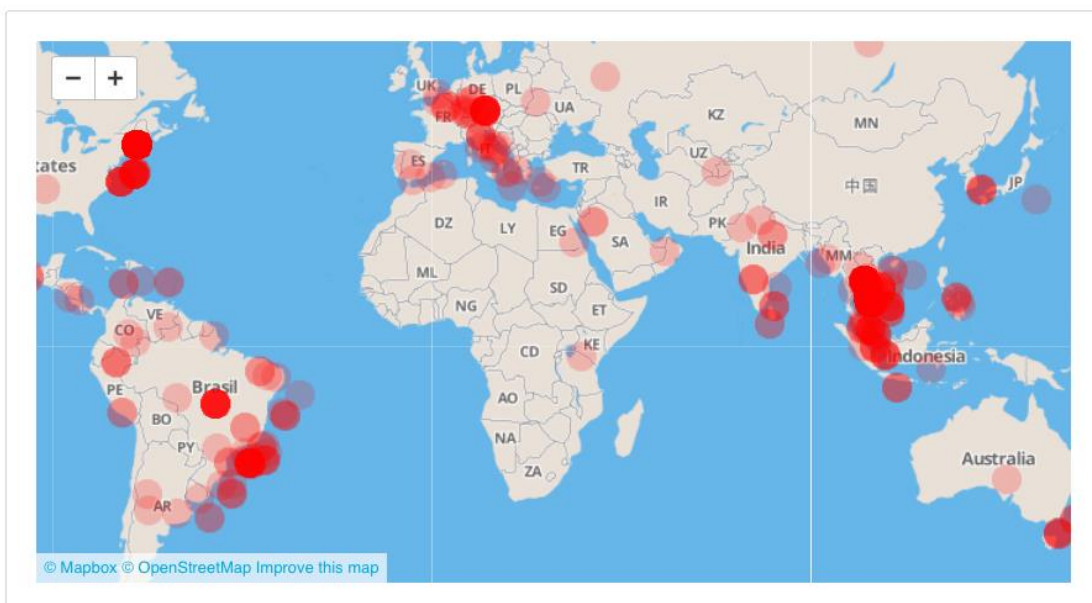 − +
UK
DE
PL
UA
FR
KZ
MN
tates
ES
IT
TR
UZ
中国
JP
IR
DZ
LY
EG
SA
PK
India
MM
ML
SD
NG
ET
VE
CO
CD
KE
Indonesia
PE
Brasil
BO
AO
PY
NA
Australia
ZA
AR
© Mapbox © OpenStreetMap Improve this map